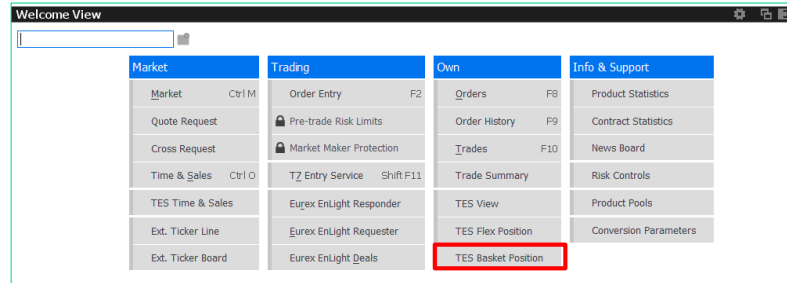 Welcome View
Market Trading Own Info & Support
Market Ctrl M Order Entry F2 Orders F8 Product Statistics
Quote Request Pre-trade Risk Limits Order History F9 Contract Statistics
Cross Request Market Maker Protection Trades F10 News Board
Time & Sales Ctrl O T7 Entry Service Shift F11 Trade Summary Risk Controls
TES Time & Sales Eurex EnLight Responder TES View Product Pools
Ext. Ticker Line Eurex EnLight Requester TES Flex Position Conversion Parameters
Ext. Ticker Board Eurex EnLight Deals TES Basket Position